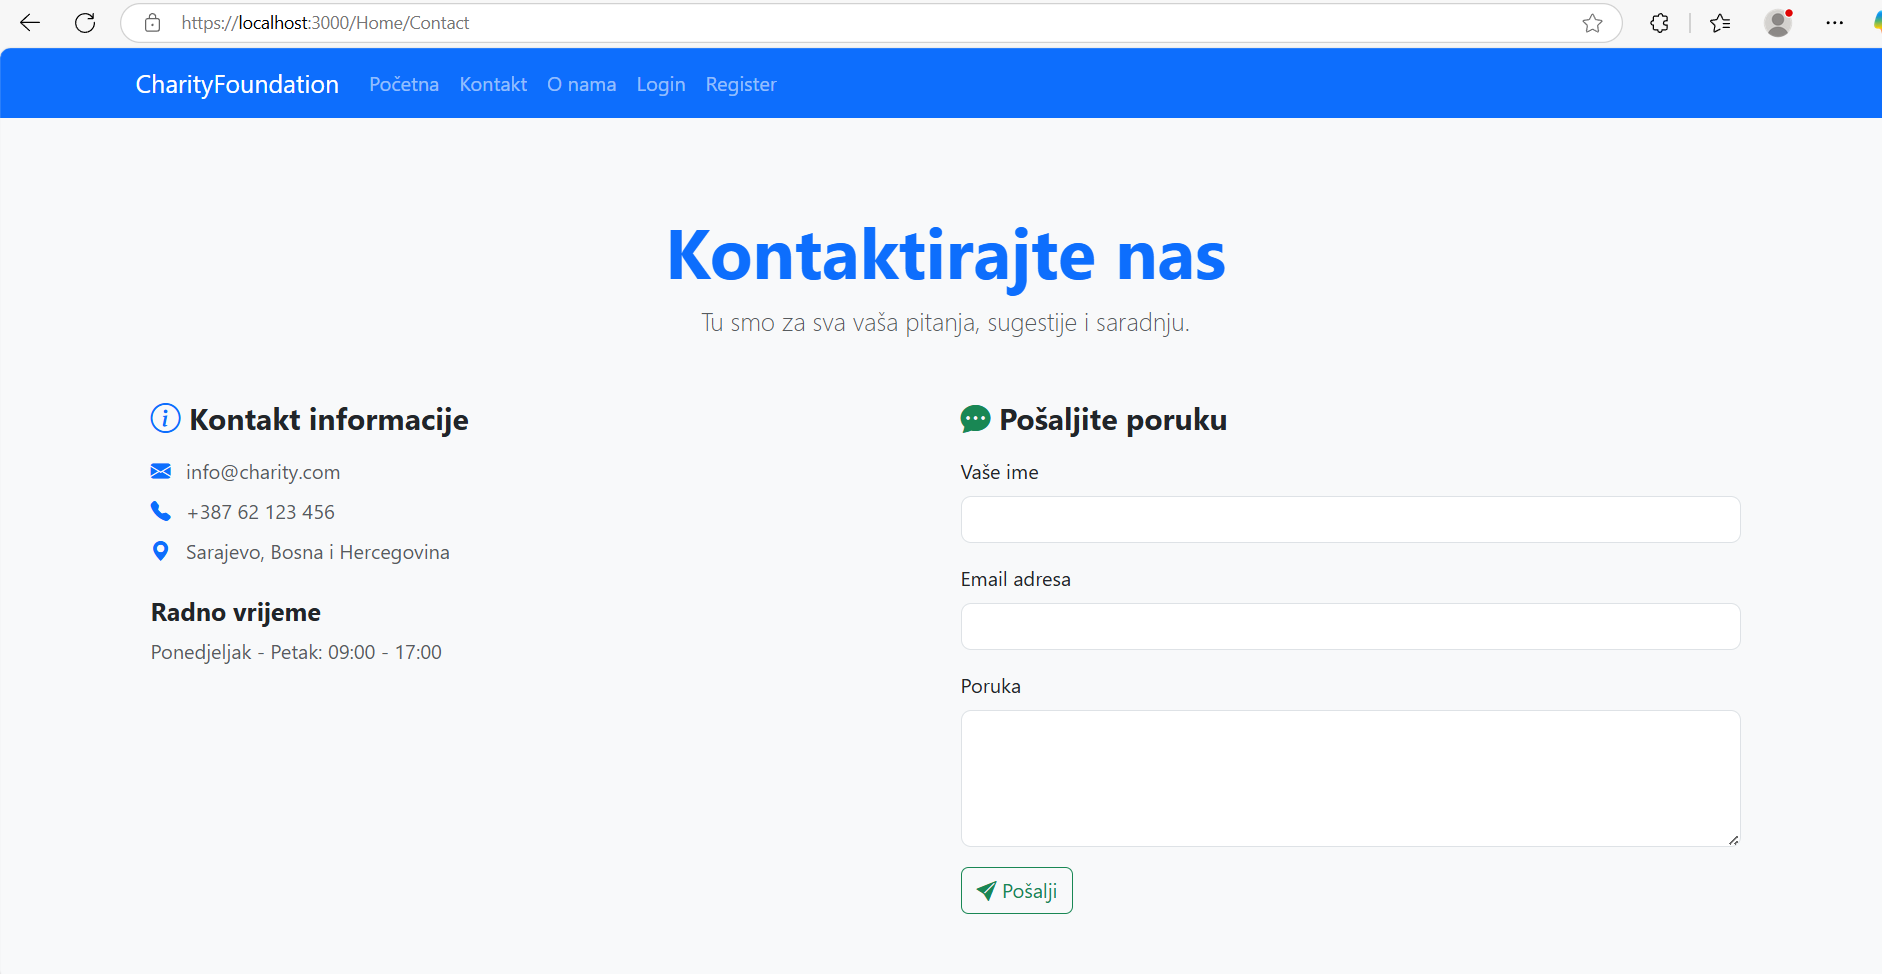 https://localhost:3000/Home/Contact
CharityFoundation Početna Kontakt O nama Login Register
Kontaktirajte nas
Tu smo za sva vaša pitanja, sugestije i saradnju.
Kontakt informacije
info@charity.com
+387 62 123 456
Sarajevo, Bosna i Hercegovina
Radno vrijeme
Ponedjeljak - Petak: 09:00 - 17:00
Pošaljite poruku
Vaše ime
Email adresa
Poruka
Pošalji